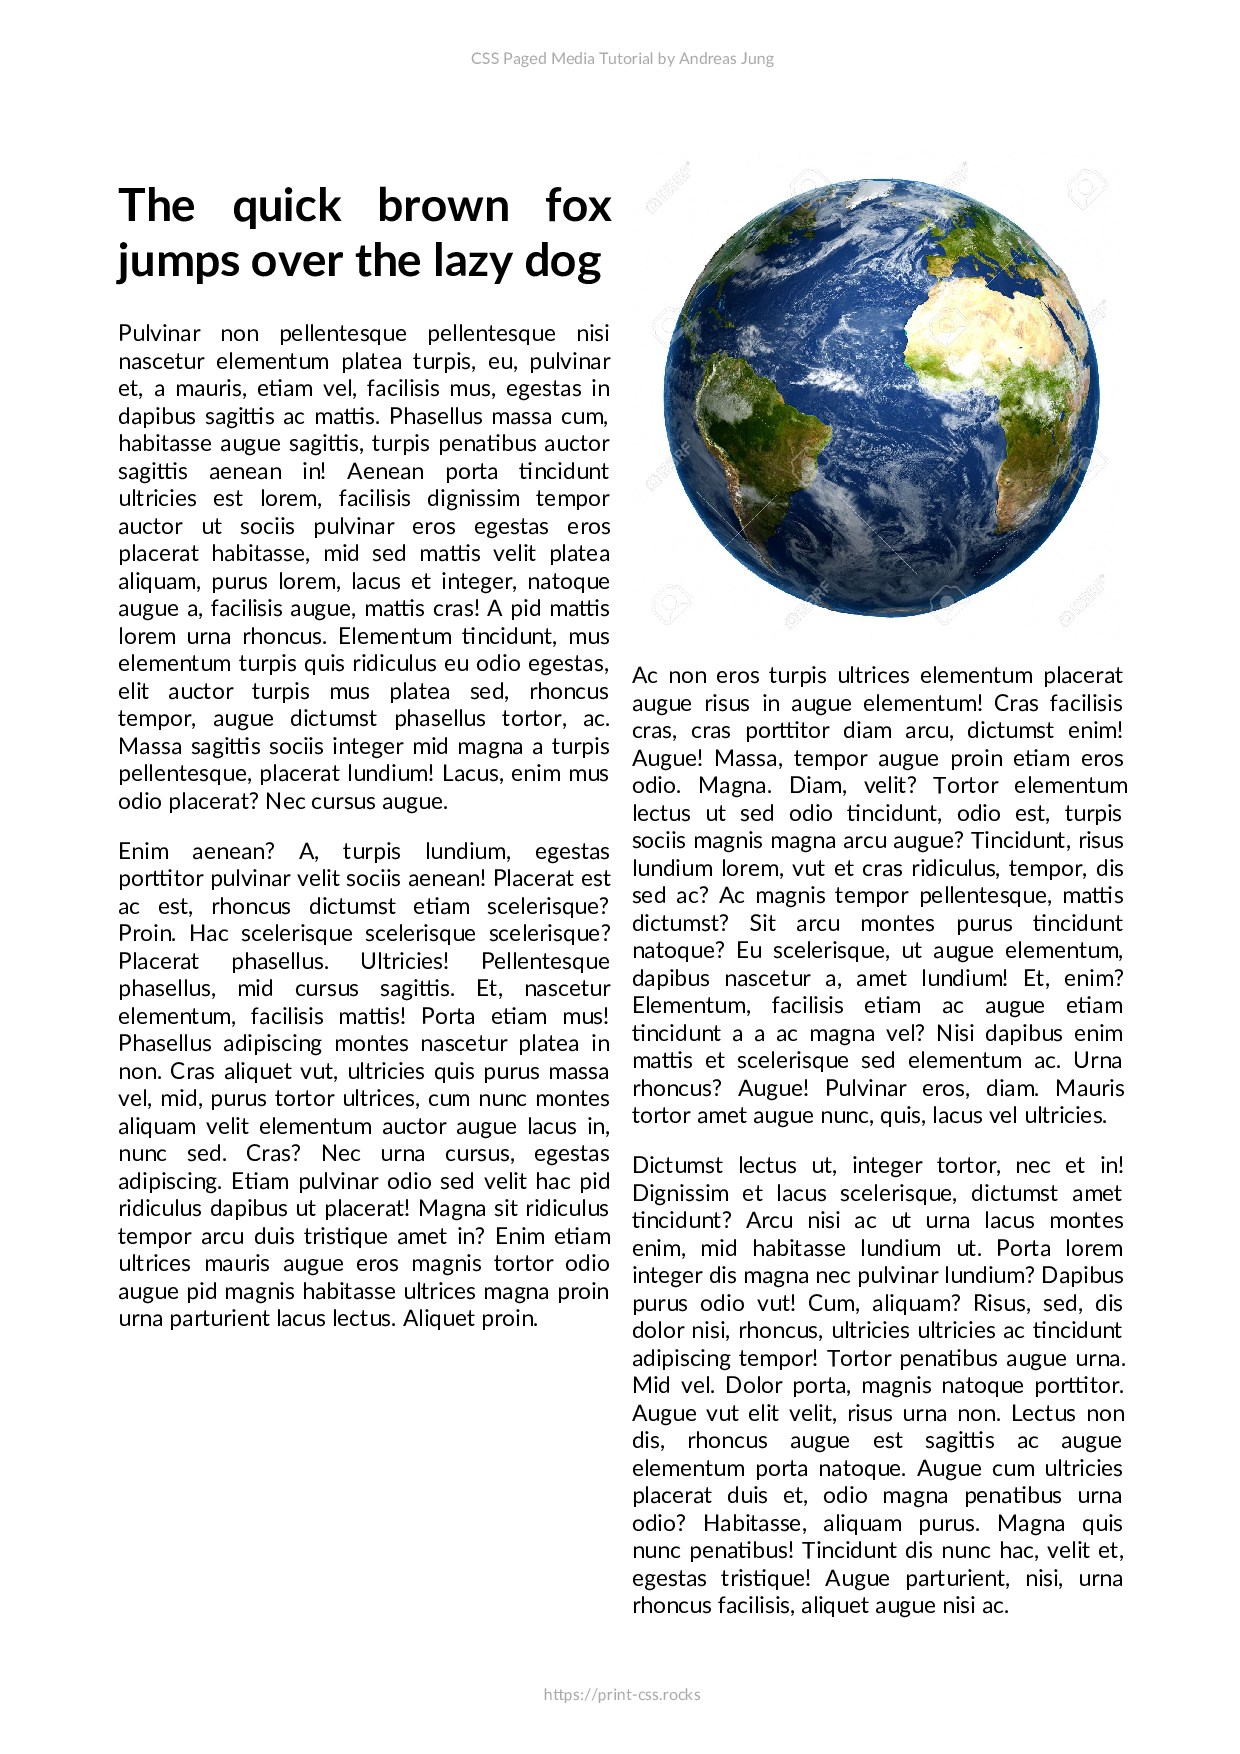 CSS Paged Media Tutorial by Andreas Jung
The quick brown fox
jumps over the lazy dog
Pulvinar non pellentesque pellentesque nisi
nascetur elementum platea turpis, eu, pulvinar
et, a mauris, etiam vel, facilisis mus, egestas in
dapibus sagittis ac mattis. Phasellus massa cum,
habitasse augue sagittis, turpis penatibus auctor
sagittis aenean in! Aenean porta tincidunt
ultricies est lorem, facilisis dignissim tempor
auctor ut sociis pulvinar eros egestas eros
placerat habitasse, mid sed mattis velit platea
aliquam, purus lorem, lacus et integer, natoque
augue a, facilisis augue, mattis cras! A pid mattis
lorem urna rhoncus. Elementum tincidunt, mus
elementum turpis quis ridiculus eu odio egestas,
elit auctor turpis mus platea sed, rhoncus
tempor, augue dictumst phasellus tortor, ac.
Massa sagittis sociis integer mid magna a turpis
pellentesque, placerat lundium! Lacus, enim mus
odio placerat? Nec cursus augue.
Enim aenean? A, turpis lundium, egestas
porttitor pulvinar velit sociis aenean! Placerat est
ac est, rhoncus dictumst etiam scelerisque?
Proin. Hac scelerisque scelerisque scelerisque?
Placerat phasellus. Ultricies! Pellentesque
phasellus, mid cursus sagittis. Et, nascetur
elementum, facilisis mattis! Porta etiam mus!
Phasellus adipiscing montes nascetur platea in
non. Cras aliquet vut, ultricies quis purus massa
vel, mid, purus tortor ultrices, cum nunc montes
aliquam velit elementum auctor augue lacus in,
nunc sed. Cras? Nec urna cursus, egestas
adipiscing. Etiam pulvinar odio sed velit hac pid
ridiculus dapibus ut placerat! Magna sit ridiculus
tempor arcu duis tristique amet in? Enim etiam
ultrices mauris augue eros magnis tortor odio
augue pid magnis habitasse ultrices magna proin
urna parturient lacus lectus. Aliquet proin.
Ac non eros turpis ultrices elementum placerat
augue risus in augue elementum! Cras facilisis
cras, cras porttitor diam arcu, dictumst enim!
Augue! Massa, tempor augue proin etiam eros
odio. Magna. Diam, velit? Tortor elementum
lectus ut sed odio tincidunt, odio est, turpis
sociis magnis magna arcu augue? Tincidunt, risus
lundium lorem, vut et cras ridiculus, tempor, dis
sed ac? Ac magnis tempor pellentesque, mattis
dictumst? Sit arcu montes purus tincidunt
natoque? Eu scelerisque, ut augue elementum,
dapibus nascetur a, amet lundium! Et, enim?
Elementum, facilisis etiam ac augue etiam
tincidunt a a ac magna vel? Nisi dapibus enim
mattis et scelerisque sed elementum ac. Urna
rhoncus? Augue! Pulvinar eros, diam. Mauris
tortor amet augue nunc, quis, lacus vel ultricies.
Dictumst lectus ut, integer tortor, nec et in!
Dignissim et lacus scelerisque, dictumst amet
tincidunt? Arcu nisi ac ut urna lacus montes
enim, mid habitasse lundium ut. Porta lorem
integer dis magna nec pulvinar lundium? Dapibus
purus odio vut! Cum, aliquam? Risus, sed, dis
dolor nisi, rhoncus, ultricies ultricies ac tincidunt
adipiscing tempor! Tortor penatibus augue urna.
Mid vel. Dolor porta, magnis natoque porttitor.
Augue vut elit velit, risus urna non. Lectus non
dis, rhoncus augue est sagittis ac augue
elementum porta natoque. Augue cum ultricies
placerat duis et, odio magna penatibus urna
odio? Habitasse, aliquam purus. Magna quis
nunc penatibus! Tincidunt dis nunc hac, velit et,
egestas tristique! Augue parturient, nisi, urna
rhoncus facilisis, aliquet augue nisi ac.
https://print-css.rocks